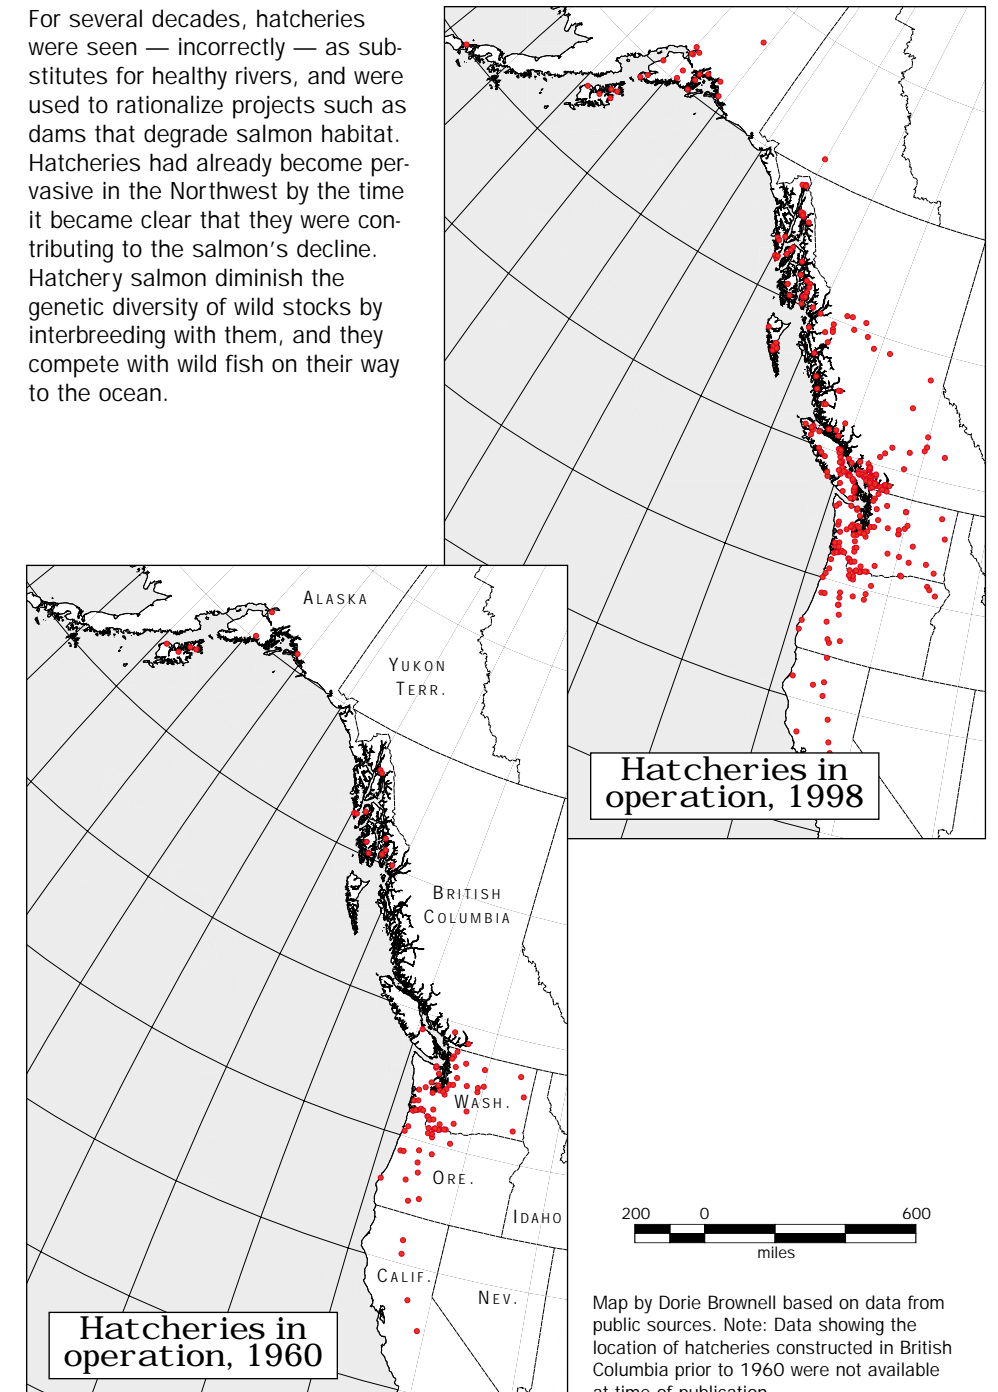 For several decades, hatcheries
were seen — incorrectly — as sub-
stitutes for healthy rivers, and were
used to rationalize projects such as
dams that degrade salmon habitat.
Hatcheries had already become per-
vasive in the Northwest by the time
it became clear that they were con-
tributing to the salmon's decline.
Hatchery salmon diminish the
genetic diversity of wild stocks by
interbreeding with them, and they
compete with wild fish on their way
to the ocean.
Hatcheries in
operation, 1998
ALASKA
YUKON
TERR.
BRITISH
COLUMBIA
WASH.
ORE.
IDAHO
CALIF.
NEV.
Hatcheries in
operation, 1960
200 0 600
miles
Map by Dorie Brownell based on data from
public sources. Note: Data showing the
location of hatcheries constructed in British
Columbia prior to 1960 were not available
at time of publication.